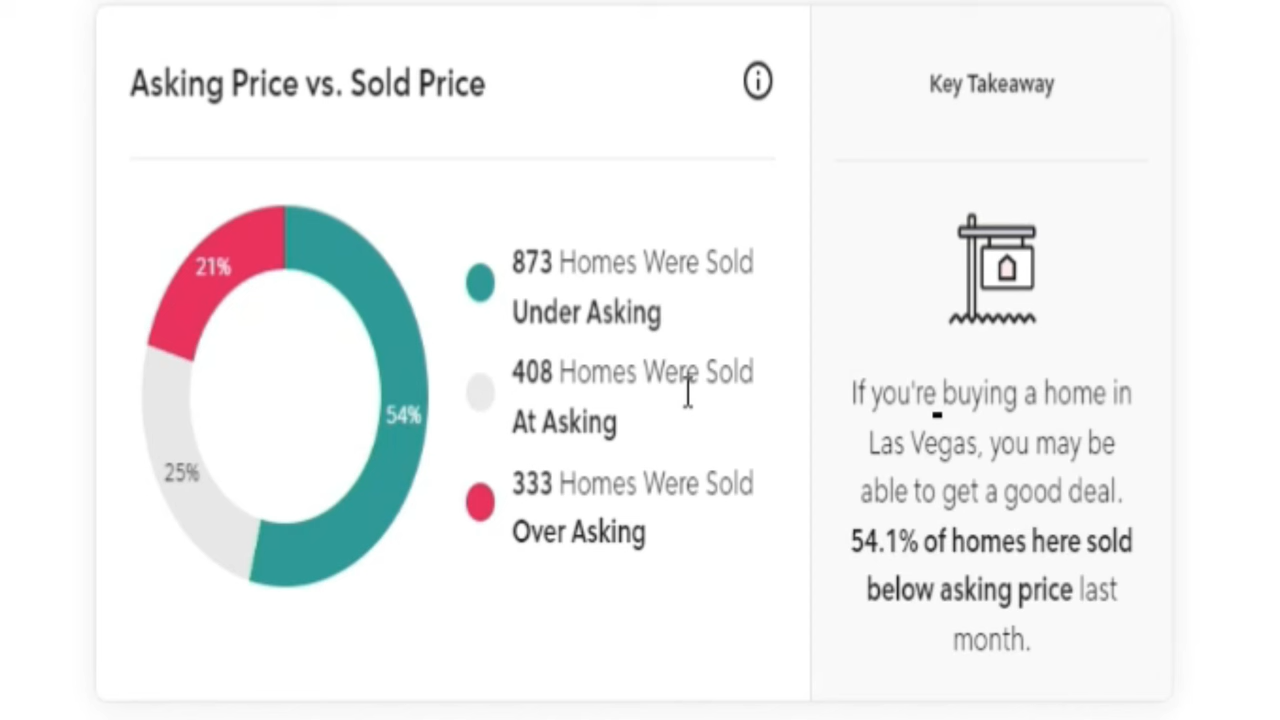 Asking Price vs. Sold Price
21%
54%
25%
873 Homes Were Sold
Under Asking
408 Homes Were Sold
At Asking
333 Homes Were Sold
Over Asking
Key Takeaway
If you're buying a home in
Las Vegas, you may be
able to get a good deal.
54.1% of homes here sold
below asking price last
month.